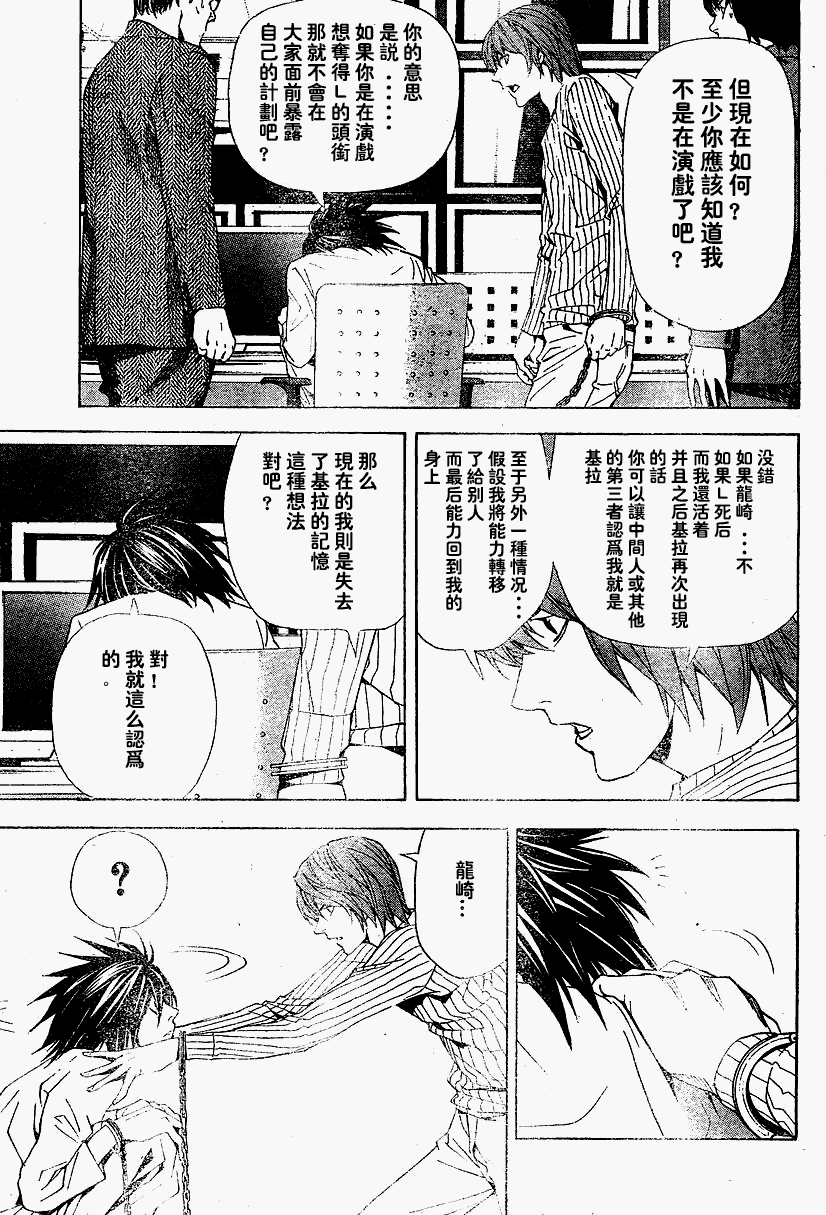 但現在如何？
至少你應該知道我
不是在演戲了吧？
你的意思
是説……
如果你是在演戲
想奪得L的頭銜
那就不會在
大家面前暴露
自己的計劃吧？
没錯
如果龍崎…不
如果L死后
而我還活着
并且之后基拉再次出現
的話
你可以讓中間人或其他
的第三者認爲我就是
基拉
至于另外一種情况…
假設我將能力轉移
了給别人
而最后能力回到我的
身上
那么
現在的我則是失去
了基拉的記憶
這種想法
對吧？
對！
我就這么認爲
的。
龍崎…
？